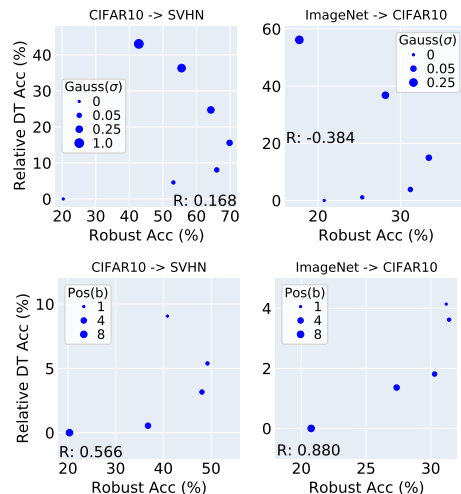 CIFAR10 -> SVHN
Relative DT Acc (%)
40
30
20
10
0
Gauss(σ)
0
0.05
0.25
1.0
R: 0.168
20
30
40
50
60
70
Robust Acc (%)
ImageNet -> CIFAR10
60
40
20
0
Gauss(σ)
0
0.05
0.25
R: -0.384
20
30
Robust Acc (%)
CIFAR10 -> SVHN
Relative DT Acc (%)
10
5
0
Pos(b)
1
4
8
R: 0.566
20
30
40
50
Robust Acc (%)
ImageNet -> CIFAR10
4
2
0
Pos(b)
1
4
8
R: 0.880
20
25
30
Robust Acc (%)